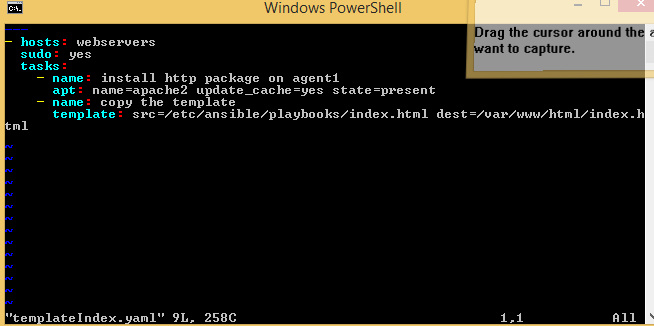 Windows PowerShell
Drag the cursor around the a
want to capture.
---
- hosts: webservers
  sudo: yes
  tasks:
    - name: install http package on agent1
      apt: name=apache2 update_cache=yes state=present
    - name: copy the template
      template: src=/etc/ansible/playbooks/index.html dest=/var/www/html/index.h
tml
~
~
~
~
~
~
~
~
~
~
~
~
~
"templateIndex.yaml" 9L, 258C 1,1 All